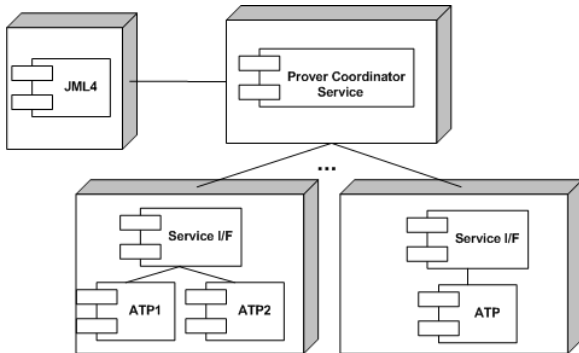 JML4
Prover Coordinator
Service
...
Service I/F
ATP1
ATP2
Service I/F
ATP